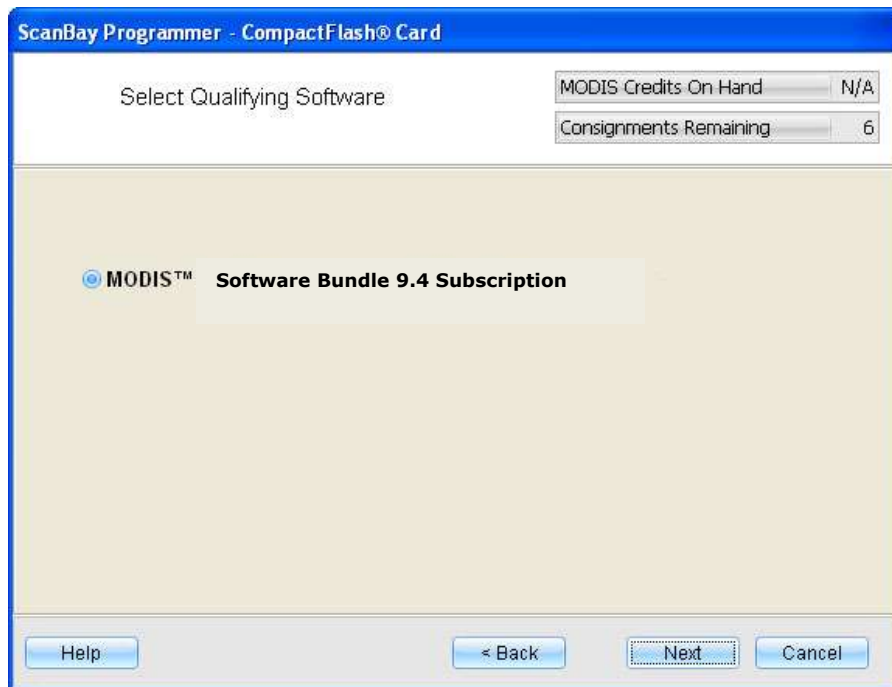 ScanBay Programmer - CompactFlash® Card
Select Qualifying Software
MODIS Credits On Hand N/A
Consignments Remaining 6
MODIS™ Software Bundle 9.4 Subscription
Help < Back Next Cancel